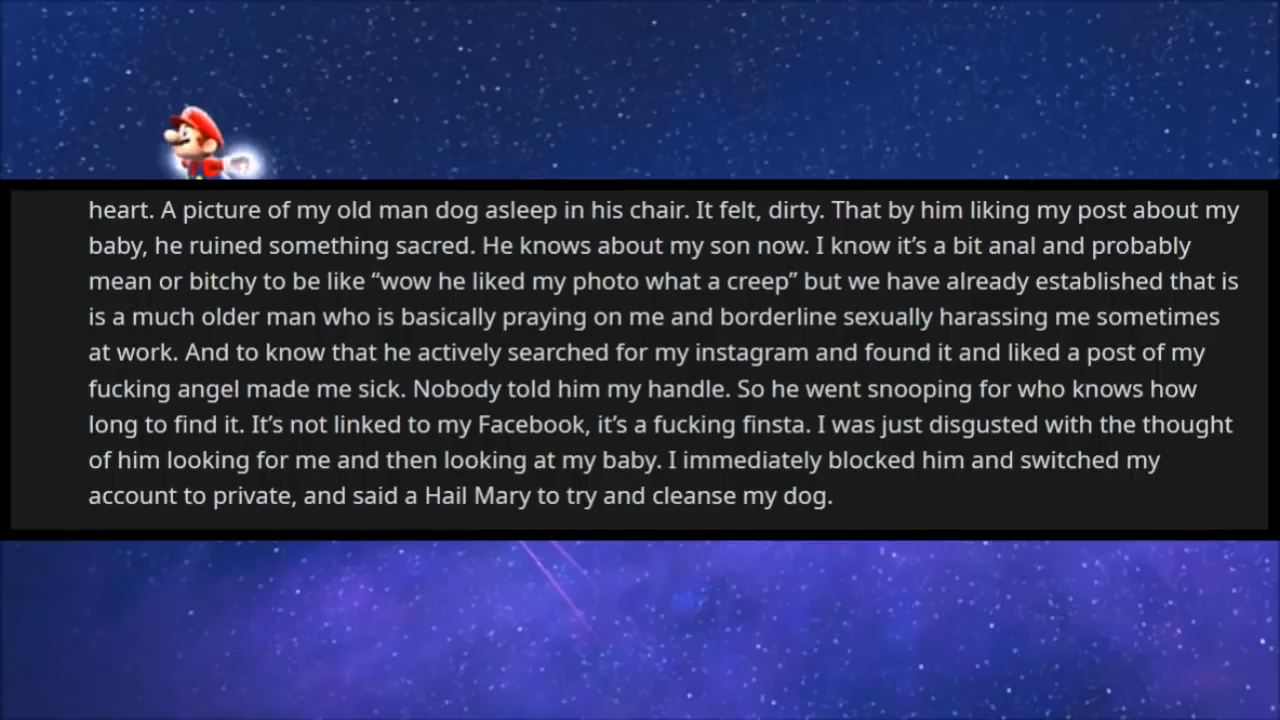 heart. A picture of my old man dog asleep in his chair. It felt, dirty. That by him liking my post about my
baby, he ruined something sacred. He knows about my son now. I know it’s a bit anal and probably
mean or bitchy to be like “wow he liked my photo what a creep” but we have already established that is
is a much older man who is basically praying on me and borderline sexually harassing me sometimes
at work. And to know that he actively searched for my instagram and found it and liked a post of my
fucking angel made me sick. Nobody told him my handle. So he went snooping for who knows how
long to find it. It’s not linked to my Facebook, it’s a fucking finsta. I was just disgusted with the thought
of him looking for me and then looking at my baby. I immediately blocked him and switched my
account to private, and said a Hail Mary to try and cleanse my dog.